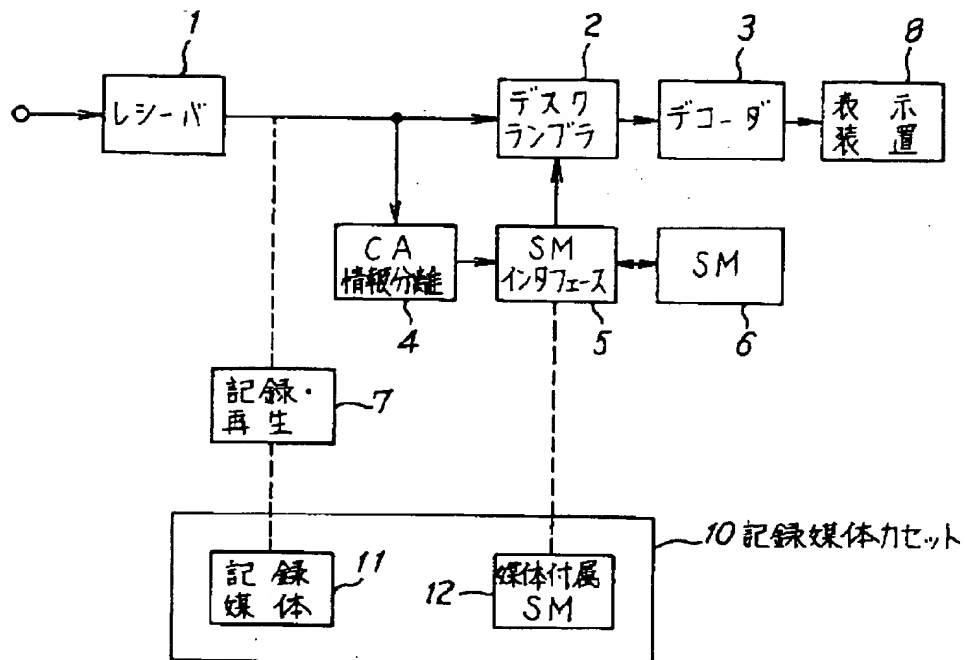 1
レシーバ
2
デスク
ランブラ
3
デコーダ
8
表示
装置
CA
情報分離
4
SM
インタフェース
5
SM
6
記録・
再生
7
10 記録媒体カセット
記録
媒体
11
媒体付属
SM
12